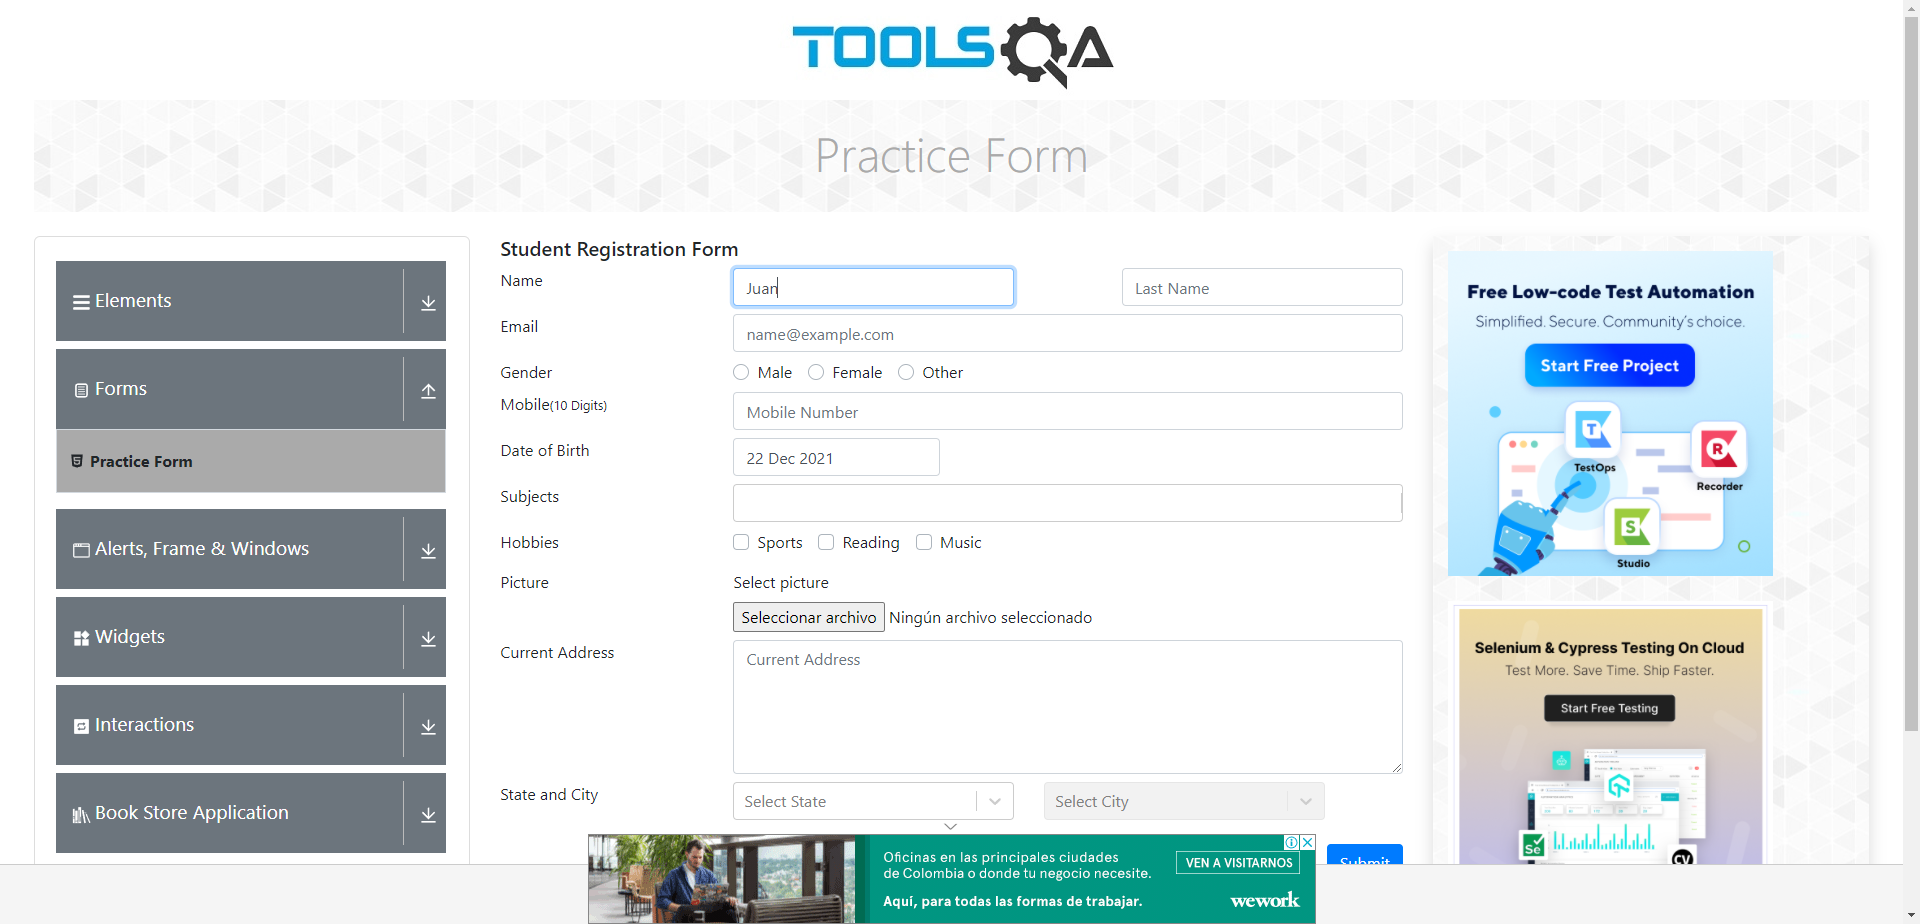 TOOLSQA
Practice Form
Elements
Forms
Practice Form
Alerts, Frame & Windows
Widgets
Interactions
Book Store Application
Student Registration Form
Name
Juan
Last Name
Email
name@example.com
Gender
Male
Female
Other
Mobile(10 Digits)
Mobile Number
Date of Birth
22 Dec 2021
Subjects
Hobbies
Sports
Reading
Music
Picture
Select picture
Seleccionar archivo
Ningún archivo seleccionado
Current Address
Current Address
State and City
Select State
Select City
Submit
Oficinas en las principales ciudades
de Colombia o donde tu negocio necesite.
Aquí, para todas las formas de trabajar.
VEN A VISITARNOS
wework
Free Low-code Test Automation
Simplified. Secure. Community's choice.
Start Free Project
T
TestOps
R
Recorder
S
Studio
Selenium & Cypress Testing On Cloud
Test More. Save Time. Ship Faster.
Start Free Testing
Se
CY